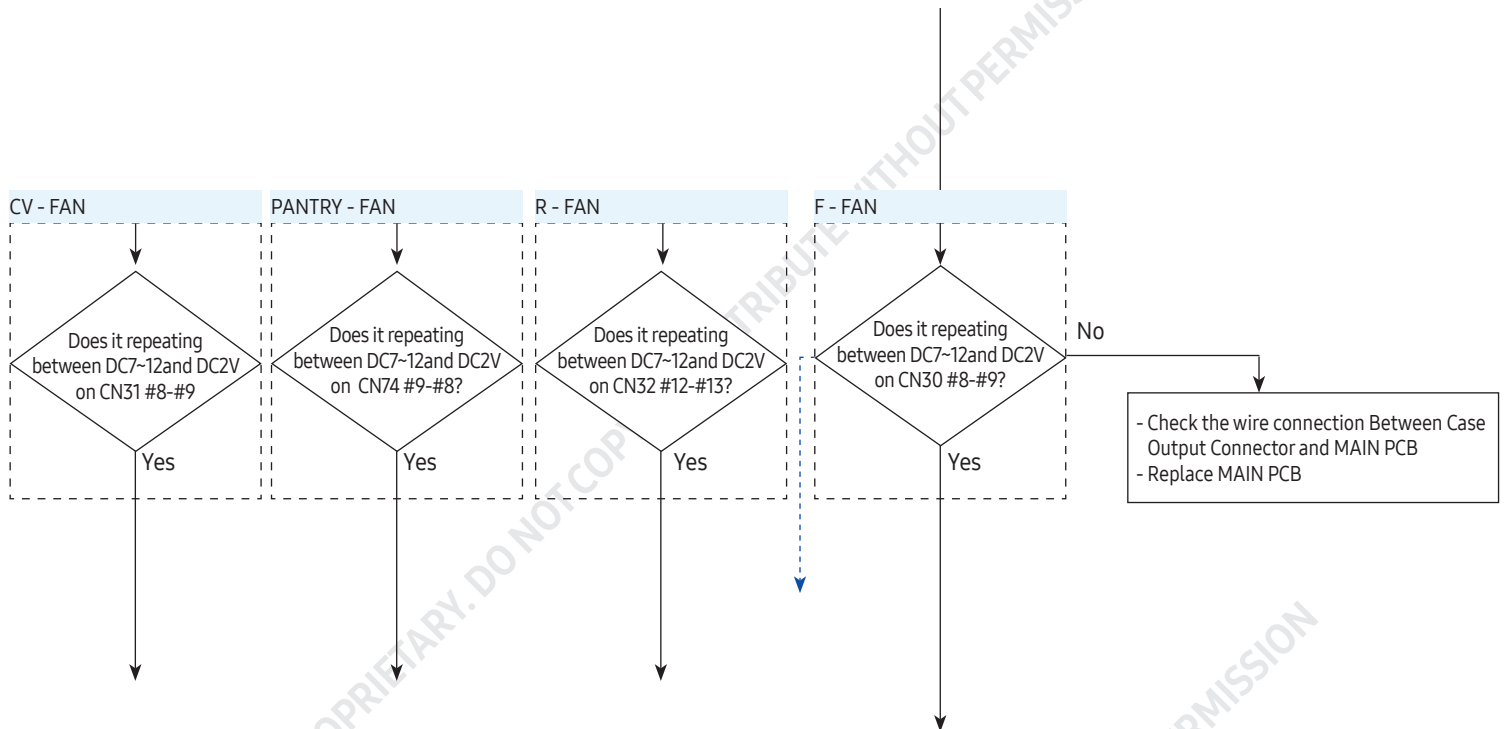 CV - FAN
Does it repeating
between DC7~12and DC2V
on CN31 #8-#9
Yes
PANTRY - FAN
Does it repeating
between DC7~12and DC2V
on CN74 #9-#8?
Yes
R - FAN
Does it repeating
between DC7~12and DC2V
on CN32 #12-#13?
Yes
F - FAN
Does it repeating
between DC7~12and DC2V
on CN30 #8-#9?
No
Yes
- Check the wire connection Between Case
Output Connector and MAIN PCB
- Replace MAIN PCB